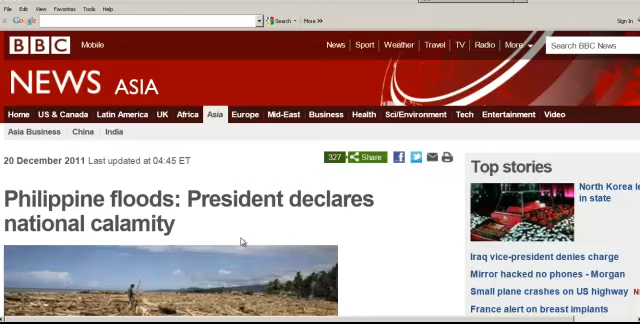 File Edit View Favorites Tools Help
x Google Search More >> Sign In
BBC Mobile News Sport Weather Travel TV Radio More Search BBC News
NEWS ASIA
Home US & Canada Latin America UK Africa Asia Europe Mid-East Business Health Sci/Environment Tech Entertainment Video
Asia Business China India
20 December 2011 Last updated at 04:45 ET
327 Share
Philippine floods: President declares
national calamity
Top stories
North Korea le
in state
Iraq vice-president denies charge
Mirror hacked no phones - Morgan
Small plane crashes on US highway
France alert on breast implants